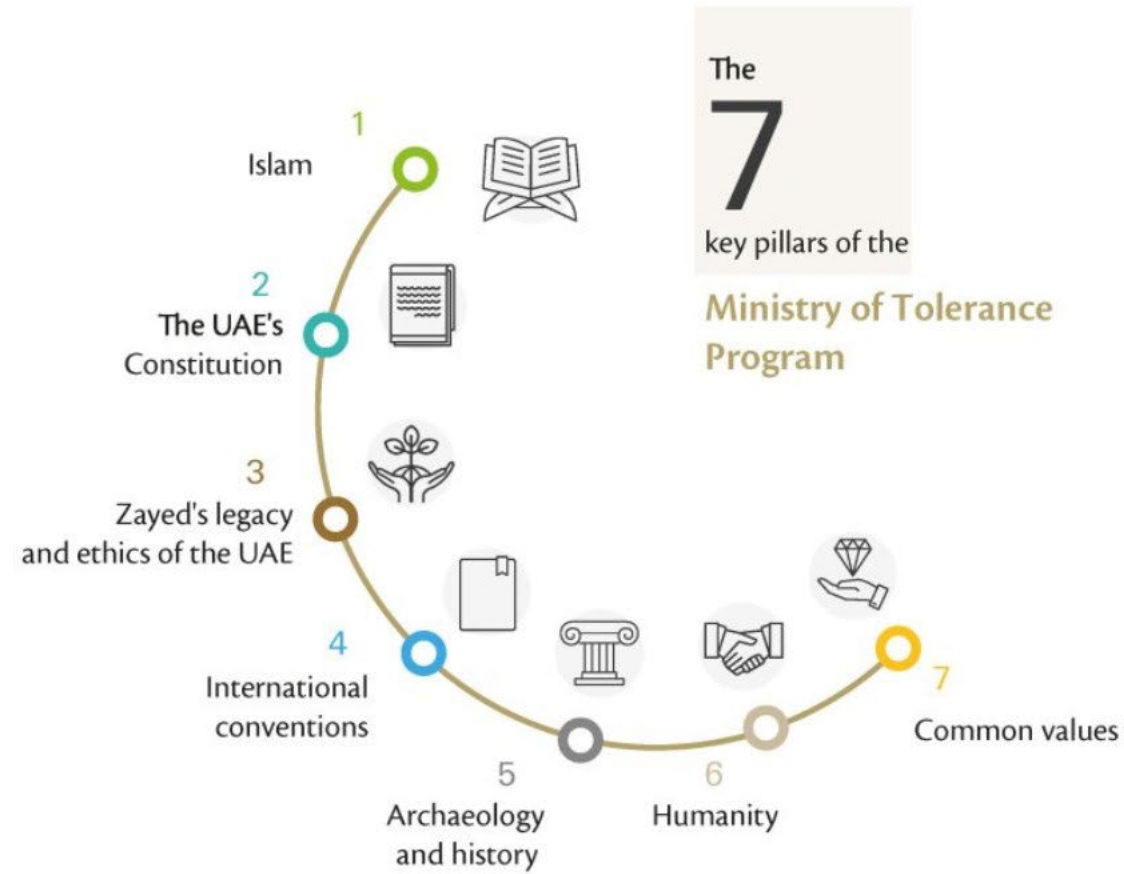 The
7
key pillars of the
Ministry of Tolerance
Program
1
Islam
2
The UAE's
Constitution
3
Zayed's legacy
and ethics of the UAE
4
International
conventions
5
Archaeology
and history
6
Humanity
7
Common values